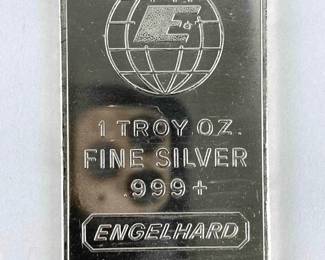 E
1 TROY OZ.
FINE SILVER
.999+
ENGELHARD